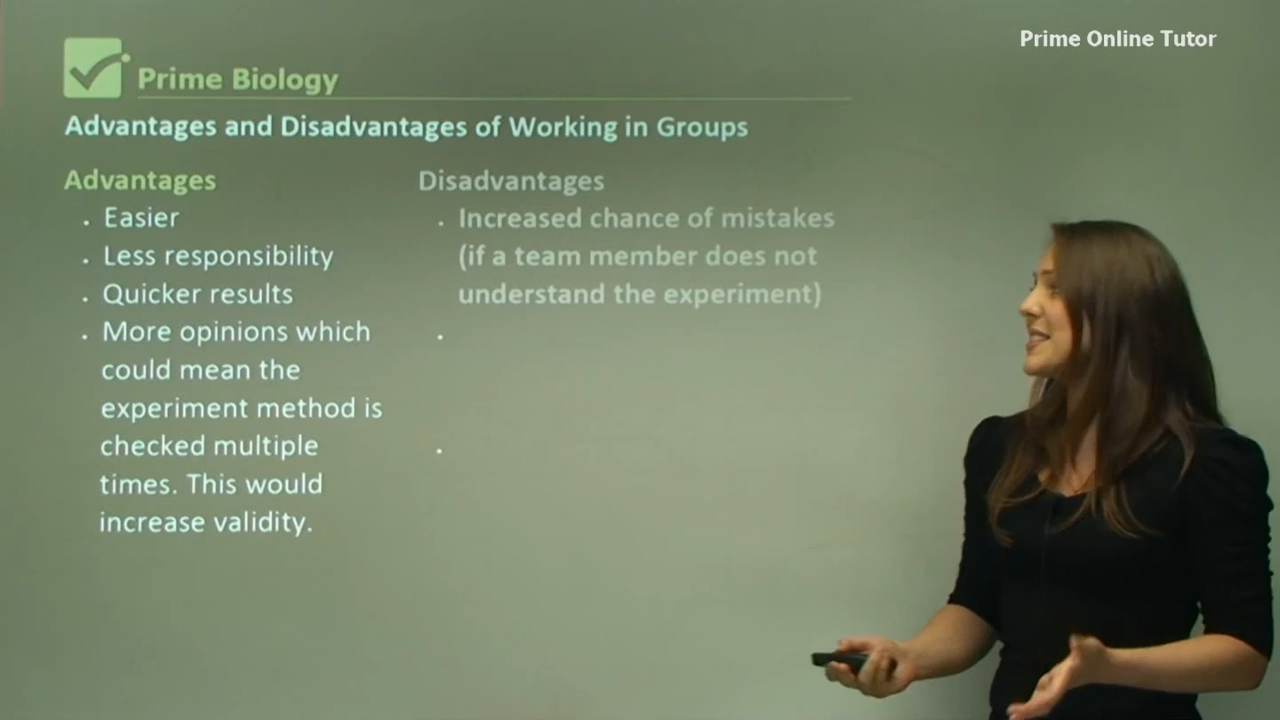 Prime Online Tutor
Prime Biology
Advantages and Disadvantages of Working in Groups
Advantages
. Easier
. Less responsibility
. Quicker results
. More opinions which
could mean the
experiment method is
checked multiple
times. This would
increase validity.
Disadvantages
. Increased chance of mistakes
(if a team member does not
understand the experiment)
.
.